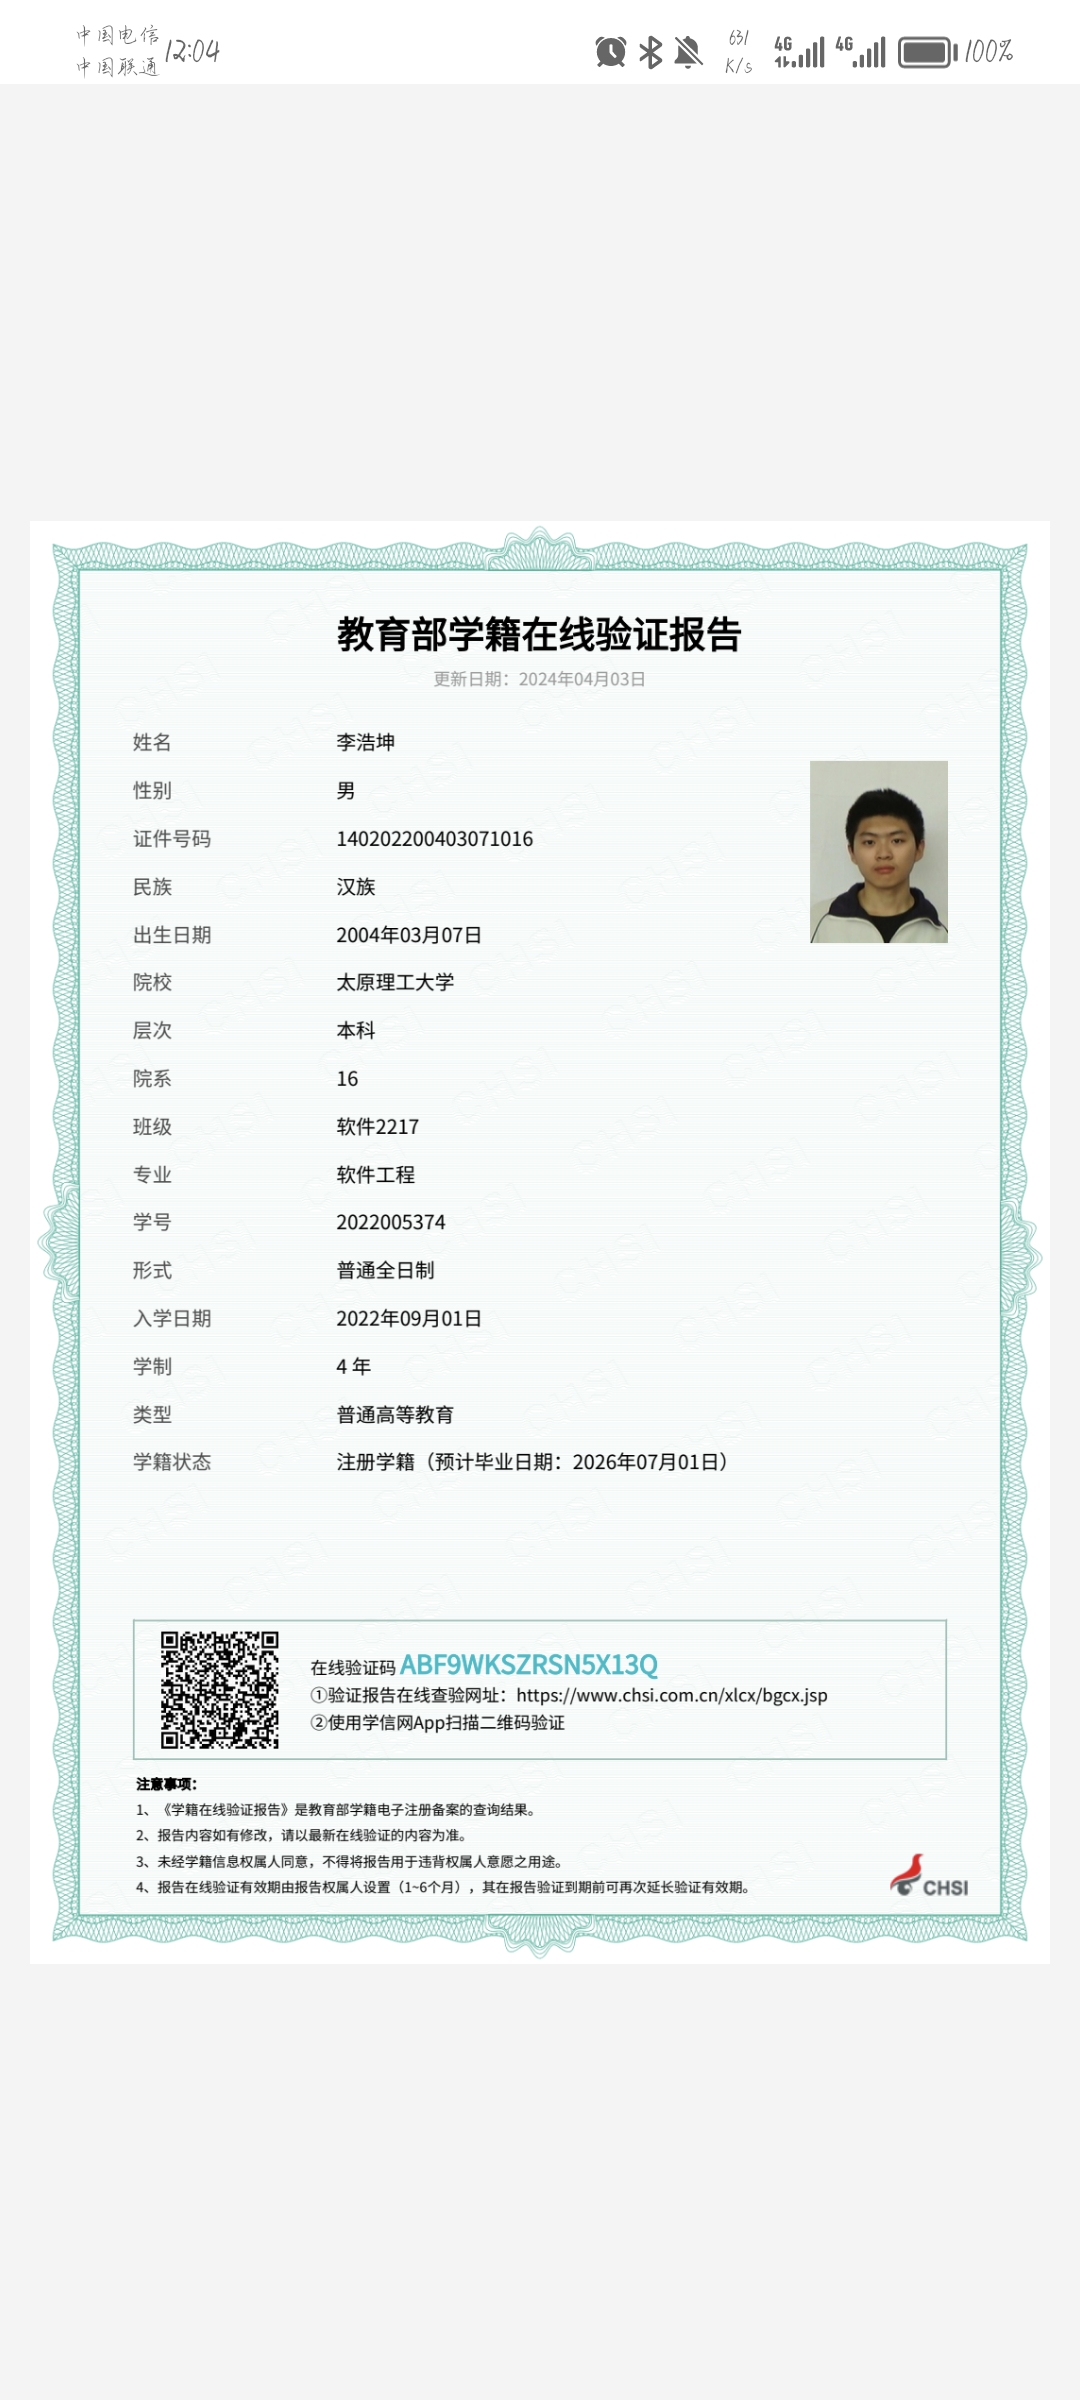 中国电信
中国联通
12:04
631
K/s
4G
4G
100%
教育部学籍在线验证报告
更新日期：2024年04月03日
姓名 李浩坤
性别 男
证件号码 140202200403071016
民族 汉族
出生日期 2004年03月07日
院校 太原理工大学
层次 本科
院系 16
班级 软件2217
专业 软件工程
学号 2022005374
形式 普通全日制
入学日期 2022年09月01日
学制 4 年
类型 普通高等教育
学籍状态 注册学籍（预计毕业日期：2026年07月01日）
在线验证码 ABF9WKSZRSN5X13Q
①验证报告在线查验网址：https://www.chsi.com.cn/xlcx/bgcx.jsp
②使用学信网App扫描二维码验证
注意事项：
1、《学籍在线验证报告》是教育部学籍电子注册备案的查询结果。
2、报告内容如有修改，请以最新在线验证的内容为准。
3、未经学籍信息权属人同意，不得将报告用于违背权属人意愿之用途。
4、报告在线验证有效期由报告权属人设置（1~6个月），其在报告验证到期前可再次延长验证有效期。
CHSI